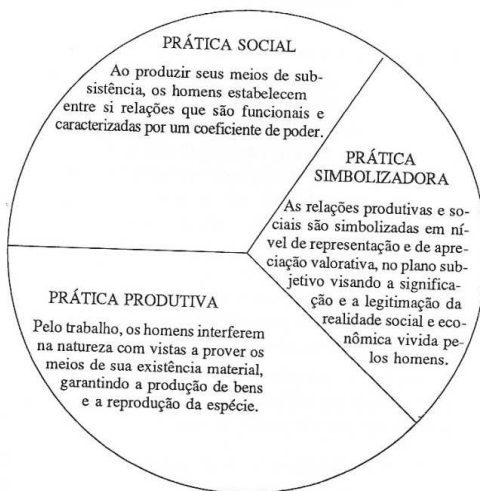 PRÁTICA SOCIAL
Ao produzir seus meios de sub-
sistência, os homens estabelecem
entre si relações que são funcionais e
caracterizadas por um coeficiente de poder.
PRÁTICA
SIMBOLIZADORA
As relações produtivas e so-
ciais são simbolizadas em ní-
vel de representação e de apre-
ciação valorativa, no plano sub-
jetivo visando a significa-
ção e a legitimação da
realidade social e eco-
nômica vivida pe-
los homens.
PRÁTICA PRODUTIVA
Pelo trabalho, os homens interferem
na natureza com vistas a prover os
meios de sua existência material,
garantindo a produção de bens
e a reprodução da espécie.